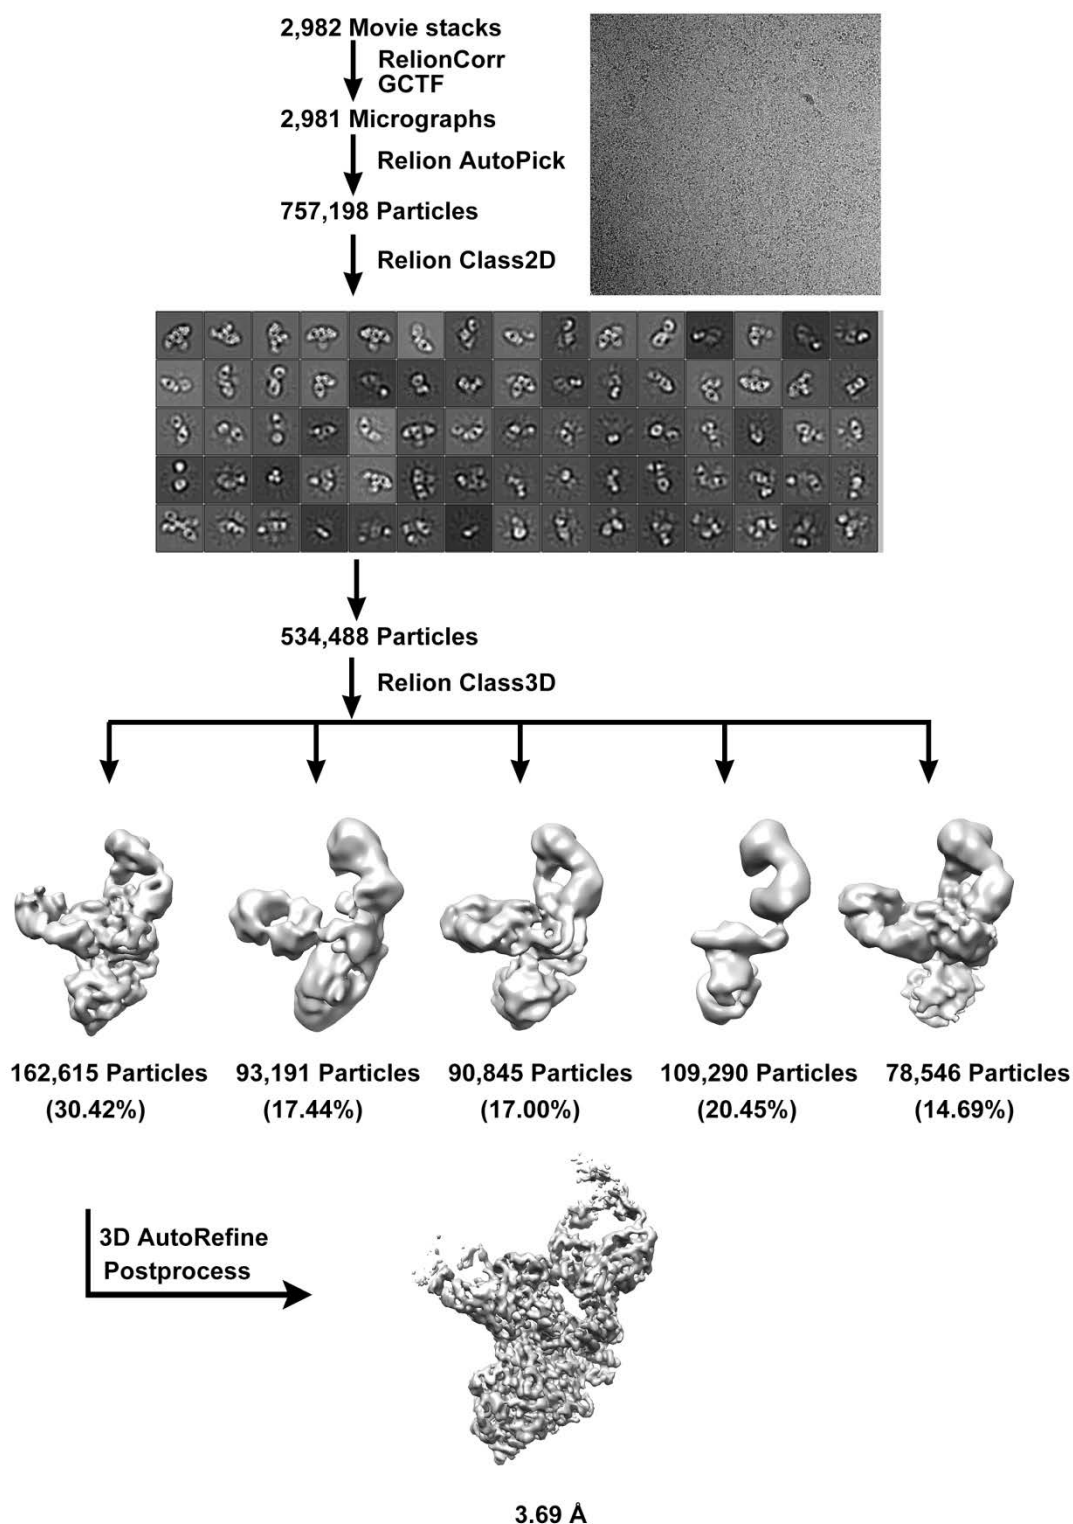 2,982 Movie stacks
RelionCorr
GCTF
2,981 Micrographs
Relion AutoPick
757,198 Particles
Relion Class2D
534,488 Particles
Relion Class3D
162,615 Particles
(30.42%)
93,191 Particles
(17.44%)
90,845 Particles
(17.00%)
109,290 Particles
(20.45%)
78,546 Particles
(14.69%)
3D AutoRefine
Postprocess
3.69 Å